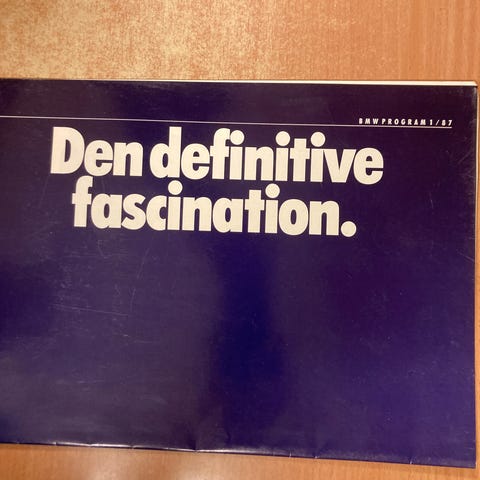 BMW PROGRAM 1/87
Den definitive
fascination.